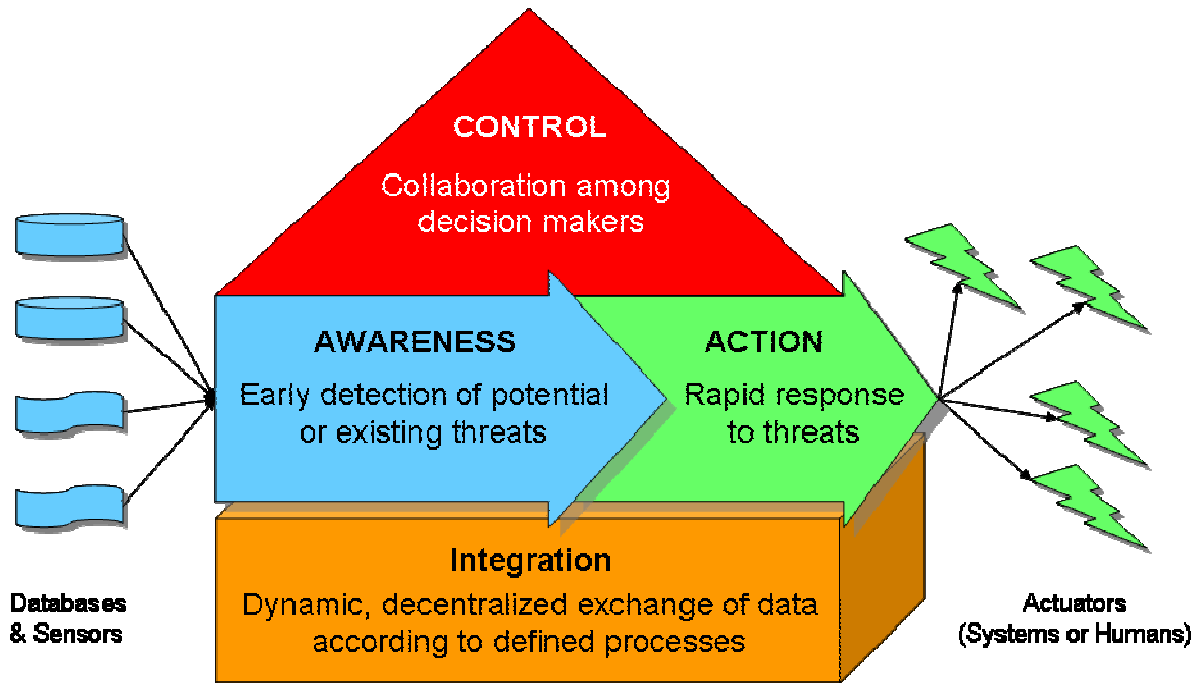 CONTROL
Collaboration among
decision makers
AWARENESS
Early detection of potential
or existing threats
ACTION
Rapid response
to threats
Integration
Dynamic, decentralized exchange of data
according to defined processes
Databases
& Sensors
Actuators
(Systems or Humans)